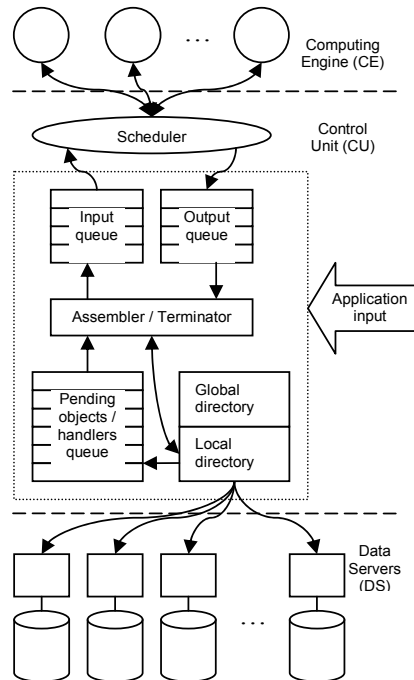 . . .
Computing
Engine (CE)
Scheduler
Control
Unit (CU)
Input
queue
Output
queue
Application
input
Assembler / Terminator
Pending
objects /
handlers
queue
Global
directory
Local
directory
Data
Servers
(DS)
. . .